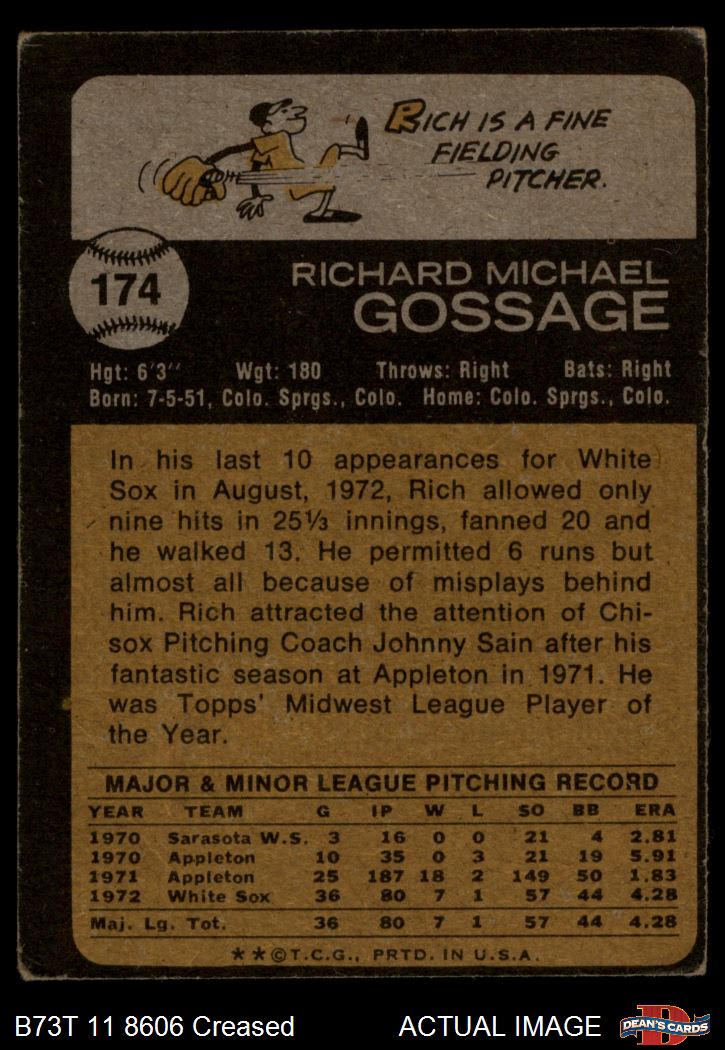 RICH IS A FINE
FIELDING
PITCHER.
174
RICHARD MICHAEL
GOSSAGE
Hgt: 6'3" Wgt: 180 Throws: Right Bats: Right
Born: 7-5-51, Colo. Sprgs., Colo. Home: Colo. Sprgs., Colo.
In his last 10 appearances for White
Sox in August, 1972, Rich allowed only
nine hits in 25⅓ innings, fanned 20 and
he walked 13. He permitted 6 runs but
almost all because of misplays behind
him. Rich attracted the attention of Chi-
sox Pitching Coach Johnny Sain after his
fantastic season at Appleton in 1971. He
was Topps' Midwest League Player of
the Year.
MAJOR & MINOR LEAGUE PITCHING RECORD
YEAR TEAM G IP W L SO BB ERA
1970 Sarasota W.S. 3 16 0 0 21 4 2.81
1970 Appleton 10 35 0 3 21 19 5.91
1971 Appleton 25 187 18 2 149 50 1.83
1972 White Sox 36 80 7 1 57 44 4.28
Maj. Lg. Tot. 36 80 7 1 57 44 4.28
**©T.C.G., PRTD. IN U.S.A.
B73T 11 8606 Creased ACTUAL IMAGE D DEAN'S CARDS